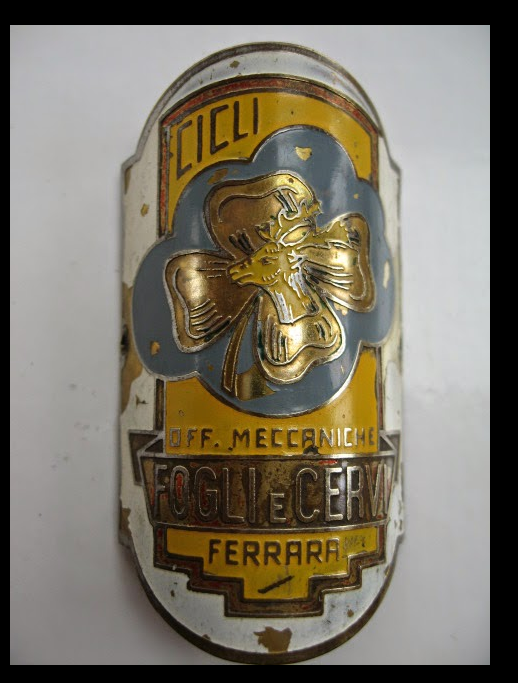 CICLI
OFF. MECCANICHE
FOGLI E CERVI
FERRARA